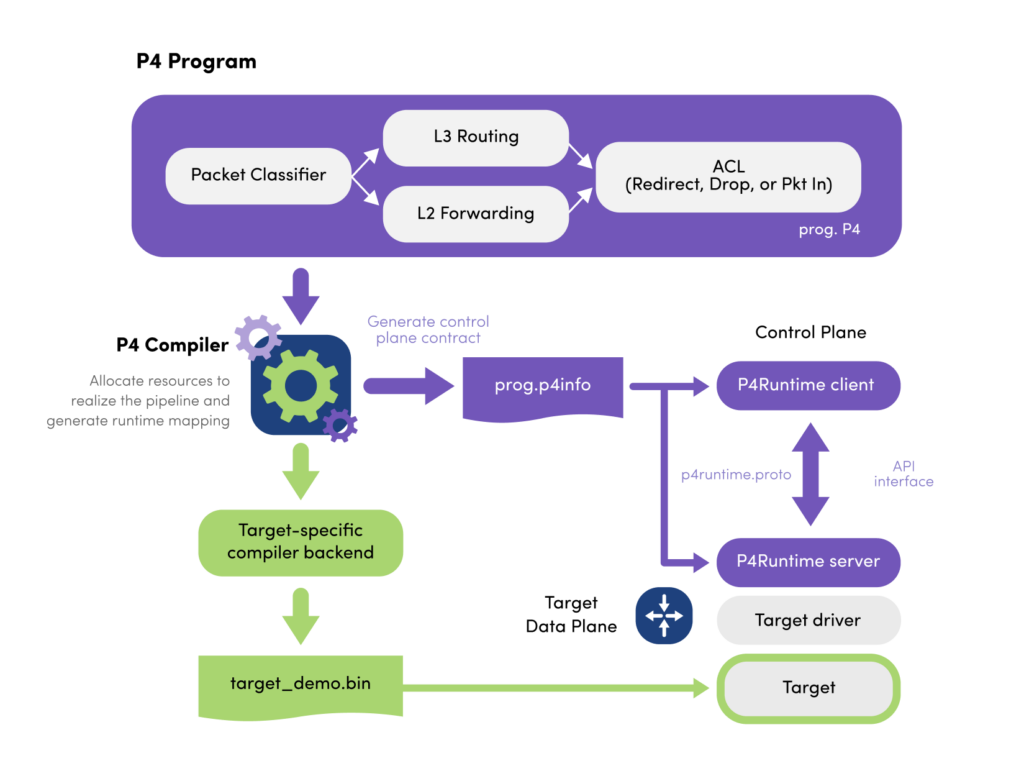 P4 Program
Packet Classifier
L3 Routing
L2 Forwarding
ACL
(Redirect, Drop, or Pkt In)
prog. P4
P4 Compiler
Allocate resources to
realize the pipeline and
generate runtime mapping
Generate control
plane contract
prog.p4info
Control Plane
P4Runtime client
p4runtime.proto
API
interface
P4Runtime server
Target-specific
compiler backend
Target
Data Plane
Target driver
target_demo.bin
Target